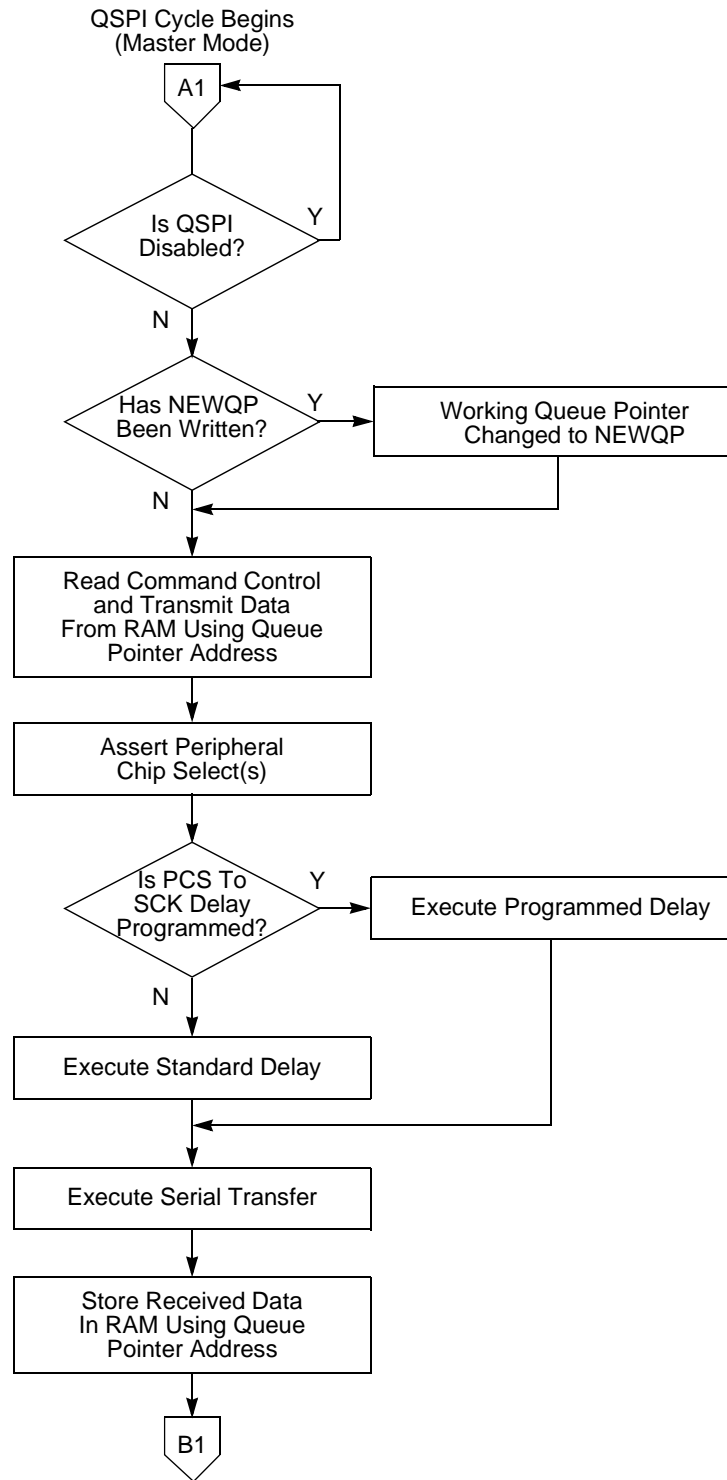 QSPI Cycle Begins
(Master Mode)
A1
Is QSPI
Disabled?
Y
N
Has NEWQP
Been Written?
Y
Working Queue Pointer
Changed to NEWQP
N
Read Command Control
and Transmit Data
From RAM Using Queue
Pointer Address
Assert Peripheral
Chip Select(s)
Is PCS To
SCK Delay
Programmed?
Y
Execute Programmed Delay
N
Execute Standard Delay
Execute Serial Transfer
Store Received Data
In RAM Using Queue
Pointer Address
B1